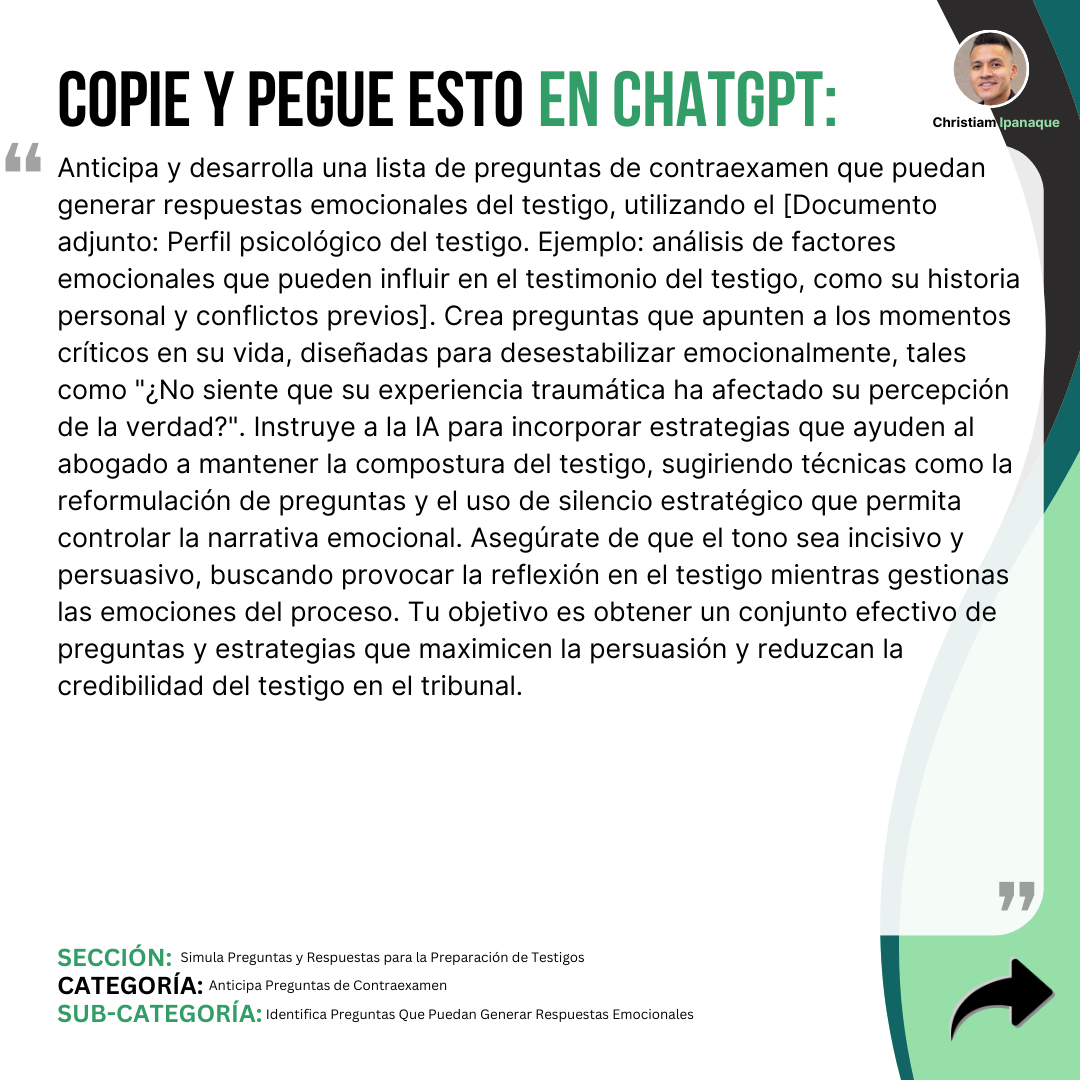 COPIE Y PEGUE ESTO EN CHATGPT:
Christiam Ipanaque
“
Anticipa y desarrolla una lista de preguntas de contraexamen que puedan
generar respuestas emocionales del testigo, utilizando el [Documento
adjunto: Perfil psicológico del testigo. Ejemplo: análisis de factores
emocionales que pueden influir en el testimonio del testigo, como su historia
personal y conflictos previos]. Crea preguntas que apunten a los momentos
críticos en su vida, diseñadas para desestabilizar emocionalmente, tales
como "¿No siente que su experiencia traumática ha afectado su percepción
de la verdad?". Instruye a la IA para incorporar estrategias que ayuden al
abogado a mantener la compostura del testigo, sugiriendo técnicas como la
reformulación de preguntas y el uso de silencio estratégico que permita
controlar la narrativa emocional. Asegúrate de que el tono sea incisivo y
persuasivo, buscando provocar la reflexión en el testigo mientras gestionas
las emociones del proceso. Tu objetivo es obtener un conjunto efectivo de
preguntas y estrategias que maximicen la persuasión y reduzcan la
credibilidad del testigo en el tribunal.
”
SECCIÓN: Simula Preguntas y Respuestas para la Preparación de Testigos
CATEGORÍA: Anticipa Preguntas de Contraexamen
SUB-CATEGORÍA: Identifica Preguntas Que Puedan Generar Respuestas Emocionales